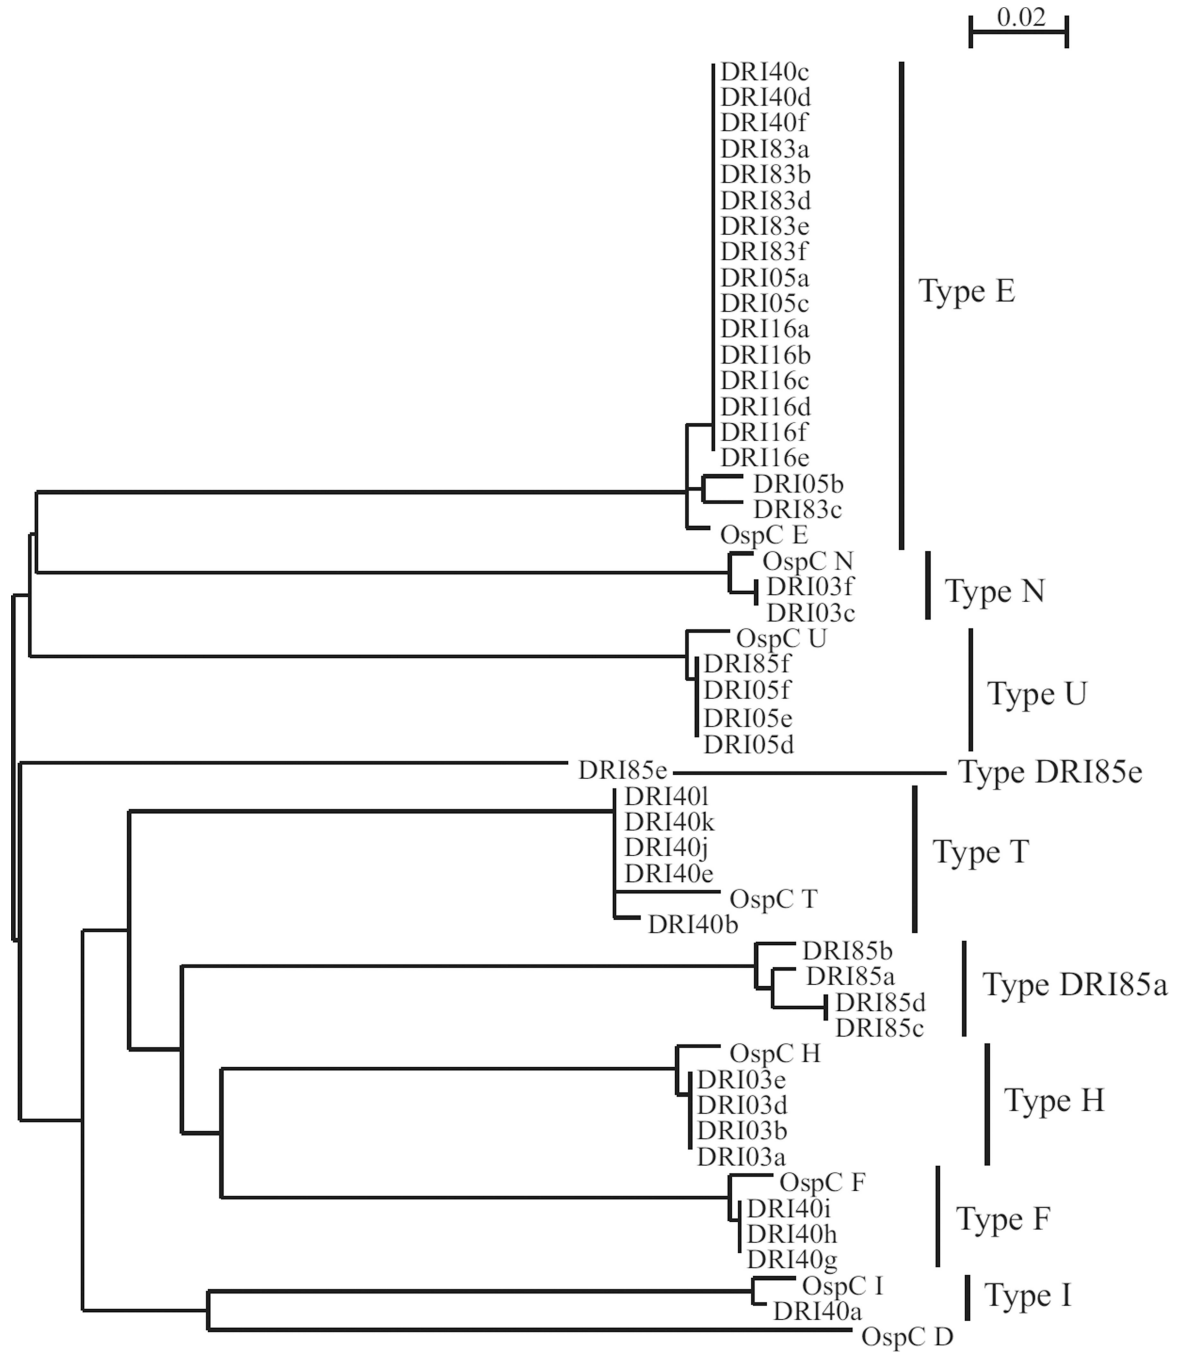 0.02
DRI40c
DRI40d
DRI40f
DRI83a
DRI83b
DRI83d
DRI83e
DRI83f
DRI05a
DRI05c
DRI16a
DRI16b
DRI16c
DRI16d
DRI16f
DRI16e
DRI05b
DRI83c
OspC E
Type E
OspC N
DRI03f
DRI03c
Type N
OspC U
DRI85f
DRI05f
DRI05e
DRI05d
Type U
DRI85e
Type DRI85e
DRI40l
DRI40k
DRI40j
DRI40e
OspC T
DRI40b
Type T
DRI85b
DRI85a
DRI85d
DRI85c
Type DRI85a
OspC H
DRI03e
DRI03d
DRI03b
DRI03a
Type H
OspC F
DRI40i
DRI40h
DRI40g
Type F
OspC I
DRI40a
Type I
OspC D